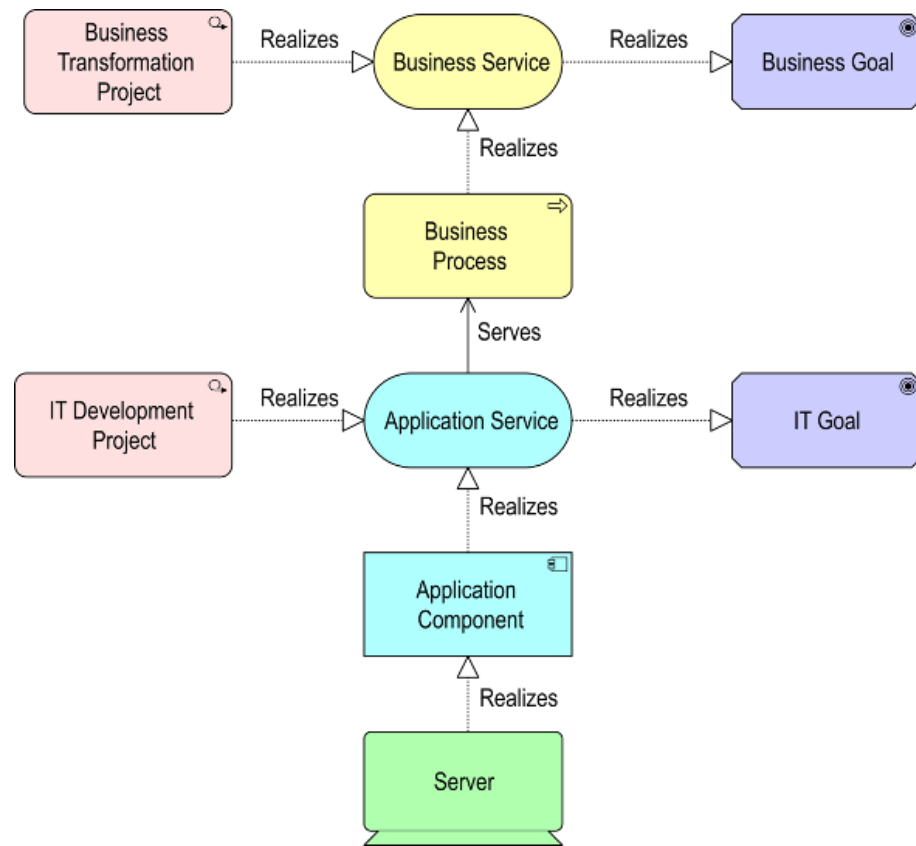 Business
Transformation
Project
Realizes
Business Service
Realizes
Business Goal
Realizes
Business
Process
Serves
IT Development
Project
Realizes
Application Service
Realizes
IT Goal
Realizes
Application
Component
Realizes
Server